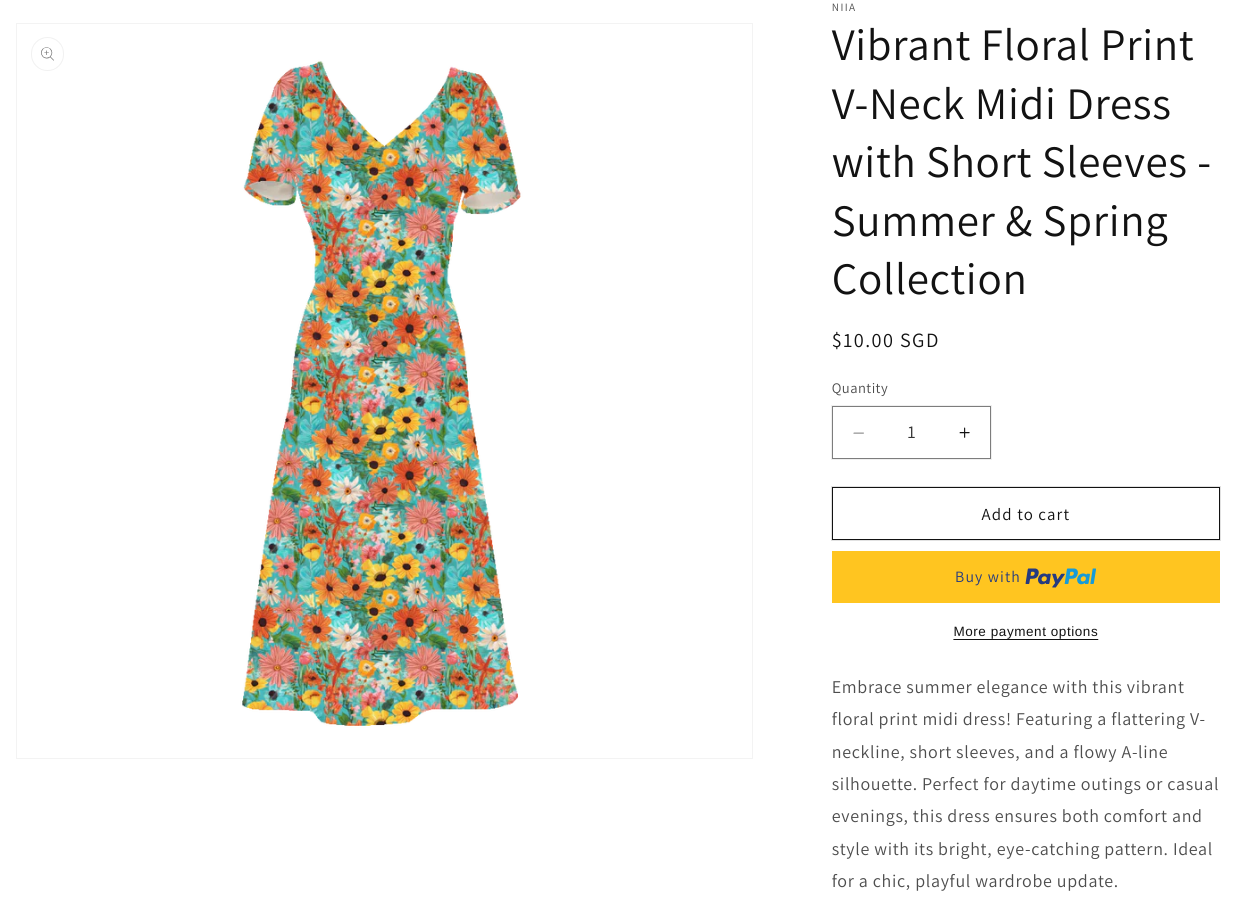 NIIA
Vibrant Floral Print
V-Neck Midi Dress
with Short Sleeves -
Summer & Spring
Collection
$10.00 SGD
Quantity
1
Add to cart
Buy with PayPal
More payment options
Embrace summer elegance with this vibrant
floral print midi dress! Featuring a flattering V-
neckline, short sleeves, and a flowy A-line
silhouette. Perfect for daytime outings or casual
evenings, this dress ensures both comfort and
style with its bright, eye-catching pattern. Ideal
for a chic, playful wardrobe update.